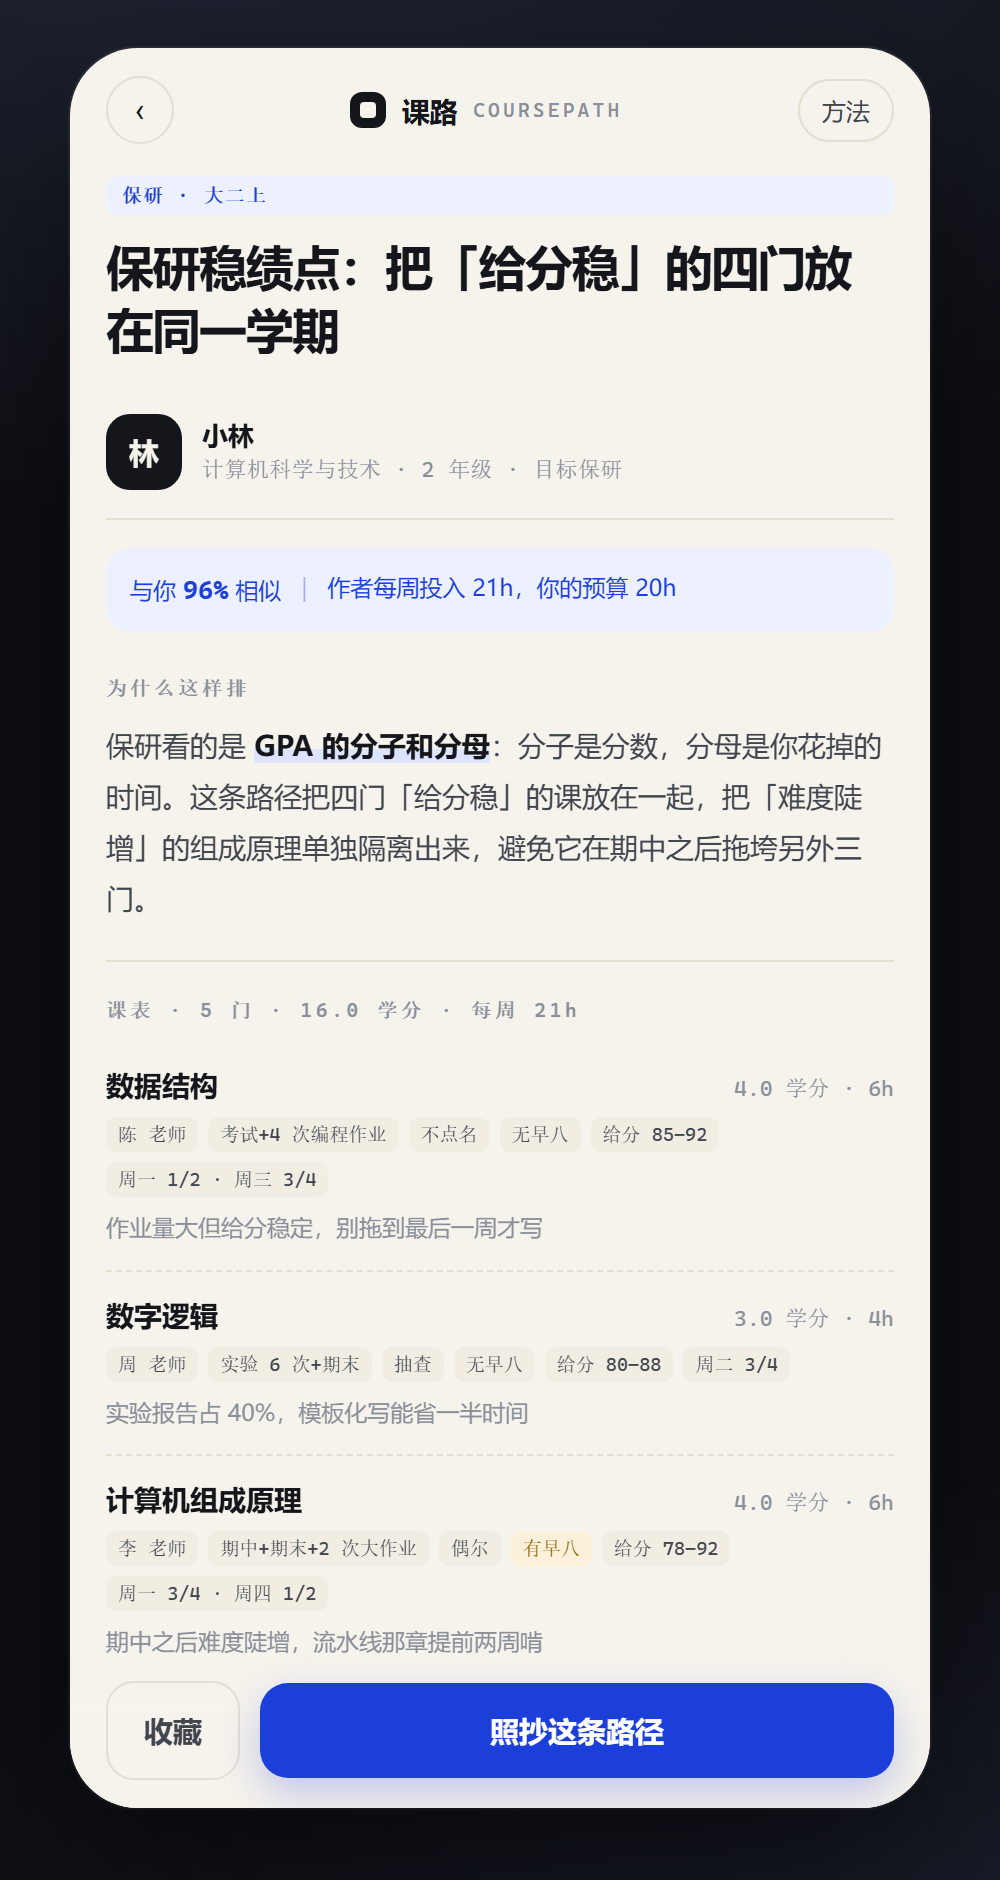 ‹
课路 COURSEPATH
方法
保研 · 大二上
保研稳绩点：把「给分稳」的四门放
在同一学期
林
小林
计算机科学与技术 · 2 年级 · 目标保研
与你 96% 相似 | 作者每周投入 21h，你的预算 20h
为什么这样排
保研看的是 GPA 的分子和分母：分子是分数，分母是你花掉的
时间。这条路径把四门「给分稳」的课放在一起，把「难度陡
增」的组成原理单独隔离出来，避免它在期中之后拖垮另外三
门。
课表 · 5 门 · 16.0 学分 · 每周 21h
数据结构 4.0 学分 · 6h
陈 老师 考试+4 次编程作业 不点名 无早八 给分 85–92
周一 1/2 · 周三 3/4
作业量大但给分稳定，别拖到最后一周才写
数字逻辑 3.0 学分 · 4h
周 老师 实验 6 次+期末 抽查 无早八 给分 80–88 周二 3/4
实验报告占 40%，模板化写能省一半时间
计算机组成原理 4.0 学分 · 6h
李 老师 期中+期末+2 次大作业 偶尔 有早八 给分 78–92
周一 3/4 · 周四 1/2
期中之后难度陡增，流水线那章提前两周啃
收藏
照抄这条路径